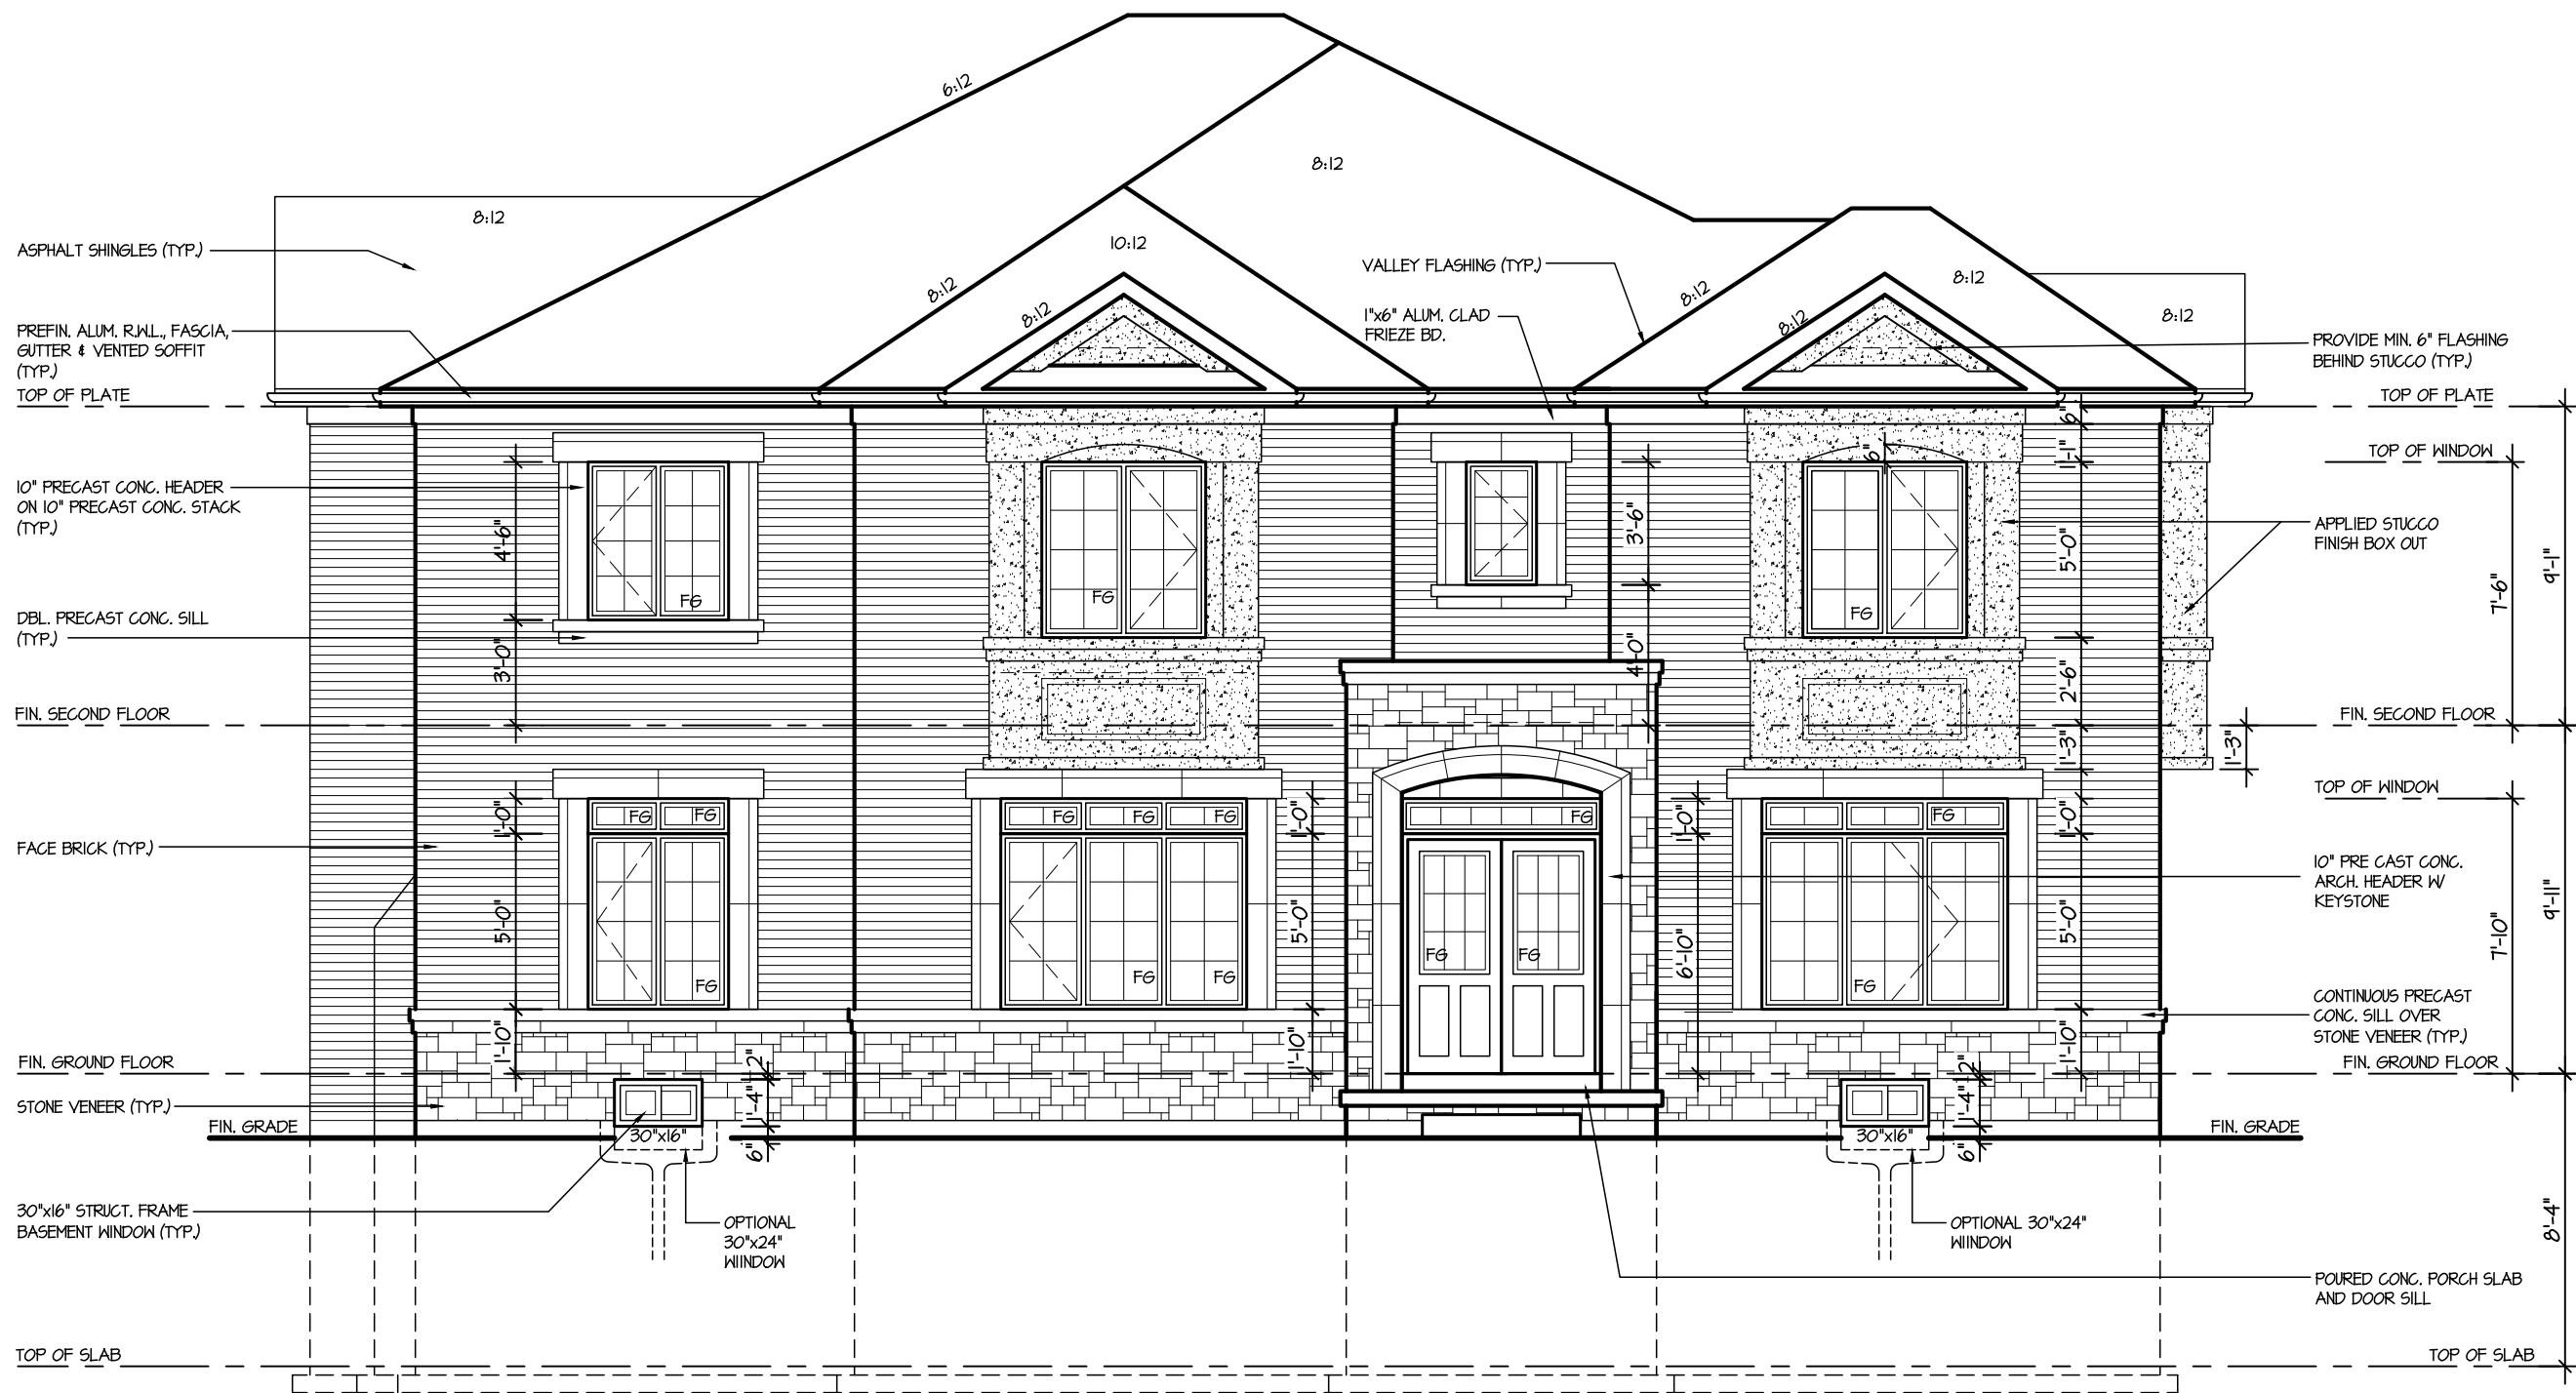 6:12
8:12
8:12
10:12
8:12
8:12
8:12
8:12
8:12
8:12
ASPHALT SHINGLES (TYP.)
PREFIN. ALUM. R.W.L., FASCIA,
GUTTER & VENTED SOFFIT
(TYP.)
TOP OF PLATE
10" PRECAST CONC. HEADER
ON 10" PRECAST CONC. STACK
(TYP.)
DBL. PRECAST CONC. SILL
(TYP.)
FIN. SECOND FLOOR
FACE BRICK (TYP.)
FIN. GROUND FLOOR
STONE VENEER (TYP.)
FIN. GRADE
30"x16" STRUCT. FRAME
BASEMENT WINDOW (TYP.)
TOP OF SLAB
VALLEY FLASHING (TYP.)
1"x6" ALUM. CLAD
FRIEZE BD.
4'-6"
3'-0"
1'-0"
5'-0"
1'-10"
FG
FG
FG
FG
2"
1'-4"
6"
30"x16"
OPTIONAL
30"x24"
WIINDOW
FG
FG
FG
FG
FG
FG
1'-0"
5'-0"
1'-10"
3'-6"
4'-0"
FG
FG
FG
1'-0"
6'-10"
6"
FG
FG
FG
6"
1'-1"
5'-0"
2'-6"
1'-3"
1'-0"
5'-0"
1'-10"
2"
1'-4"
6"
30"x16"
OPTIONAL 30"x24"
WIINDOW
1'-3"
PROVIDE MIN. 6" FLASHING
BEHIND STUCCO (TYP.)
TOP OF PLATE
TOP OF WINDOW
APPLIED STUCCO
FINISH BOX OUT
FIN. SECOND FLOOR
TOP OF WINDOW
10" PRE CAST CONC.
ARCH. HEADER W/
KEYSTONE
CONTINUOUS PRECAST
CONC. SILL OVER
STONE VENEER (TYP.)
FIN. GROUND FLOOR
FIN. GRADE
POURED CONC. PORCH SLAB
AND DOOR SILL
TOP OF SLAB
7'-6"
7'-10"
9'-1"
9'-11"
8'-4"